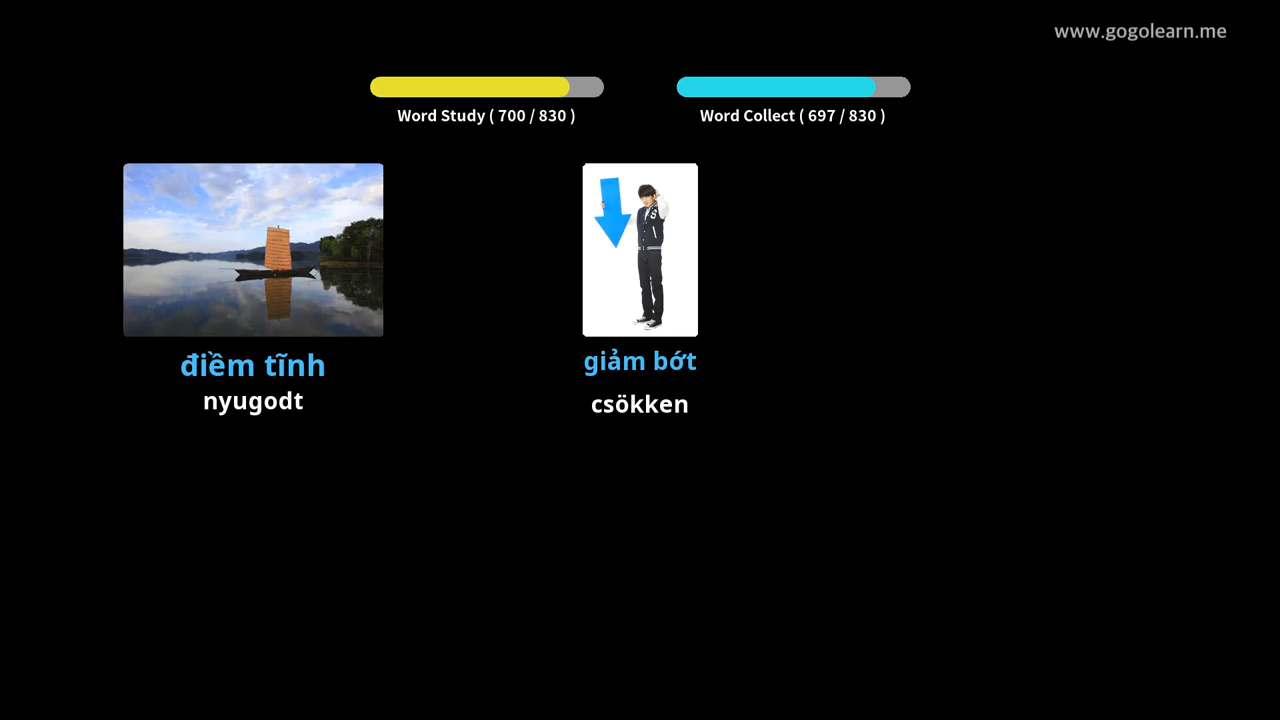 www.gogolearn.me
Word Study ( 700 / 830 )
Word Collect ( 697 / 830 )
điềm tĩnh
nyugodt
giảm bớt
csökken